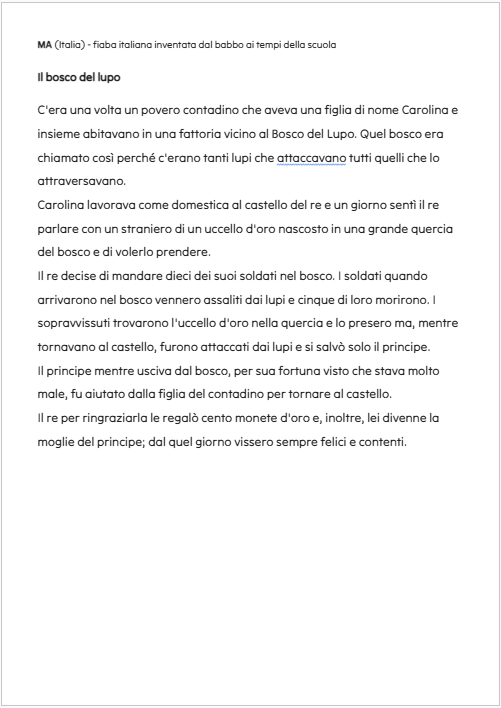 MA (Italia) - fiaba italiana inventata dal babbo ai tempi della scuola
Il bosco del lupo
C'era una volta un povero contadino che aveva una figlia di nome Carolina e
insieme abitavano in una fattoria vicino al Bosco del Lupo. Quel bosco era
chiamato così perché c'erano tanti lupi che attaccavano tutti quelli che lo
attraversavano.
Carolina lavorava come domestica al castello del re e un giorno sentì il re
parlare con un straniero di un uccello d'oro nascosto in una grande quercia
del bosco e di volerlo prendere.
Il re decise di mandare dieci dei suoi soldati nel bosco. I soldati quando
arrivarono nel bosco vennero assaliti dai lupi e cinque di loro morirono. I
sopravvissuti trovarono l'uccello d'oro nella quercia e lo presero ma, mentre
tornavano al castello, furono attaccati dai lupi e si salvò solo il principe.
Il principe mentre usciva dal bosco, per sua fortuna visto che stava molto
male, fu aiutato dalla figlia del contadino per tornare al castello.
Il re per ringraziarla le regalò cento monete d'oro e, inoltre, lei divenne la
moglie del principe; dal quel giorno vissero sempre felici e contenti.